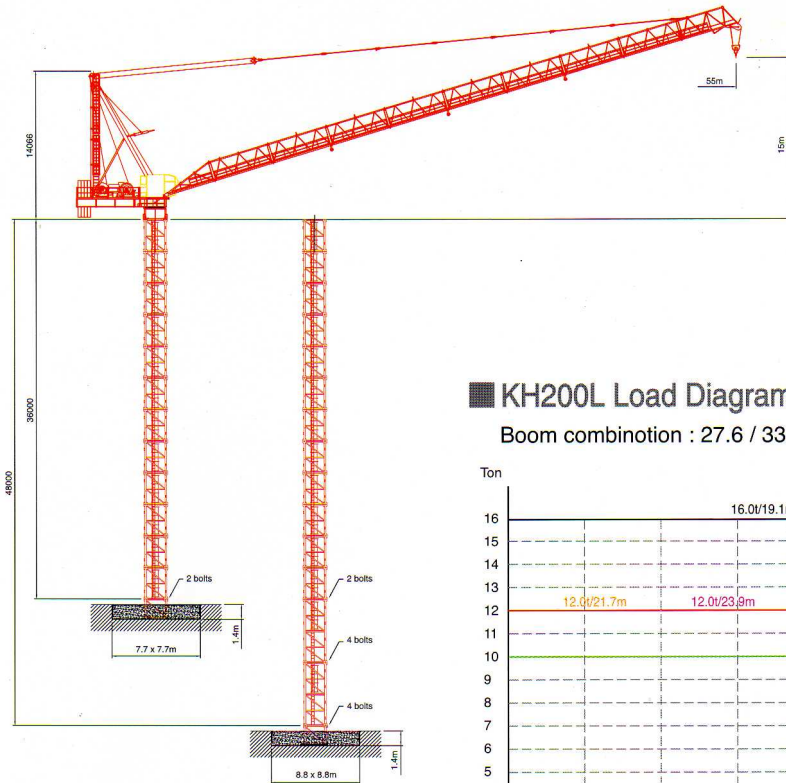 55m
14066
15m
36000
48000
2 bolts
1.4m
7.7 x 7.7m
2 bolts
4 bolts
4 bolts
1.4m
8.8 x 8.8m
KH200L Load Diagram
Boom combinotion : 27.6 / 33
Ton
16.0t/19.1
16
15
14
13
12.0t/21.7m 12.0t/23.9m
12
11
10
9
8
7
6
5